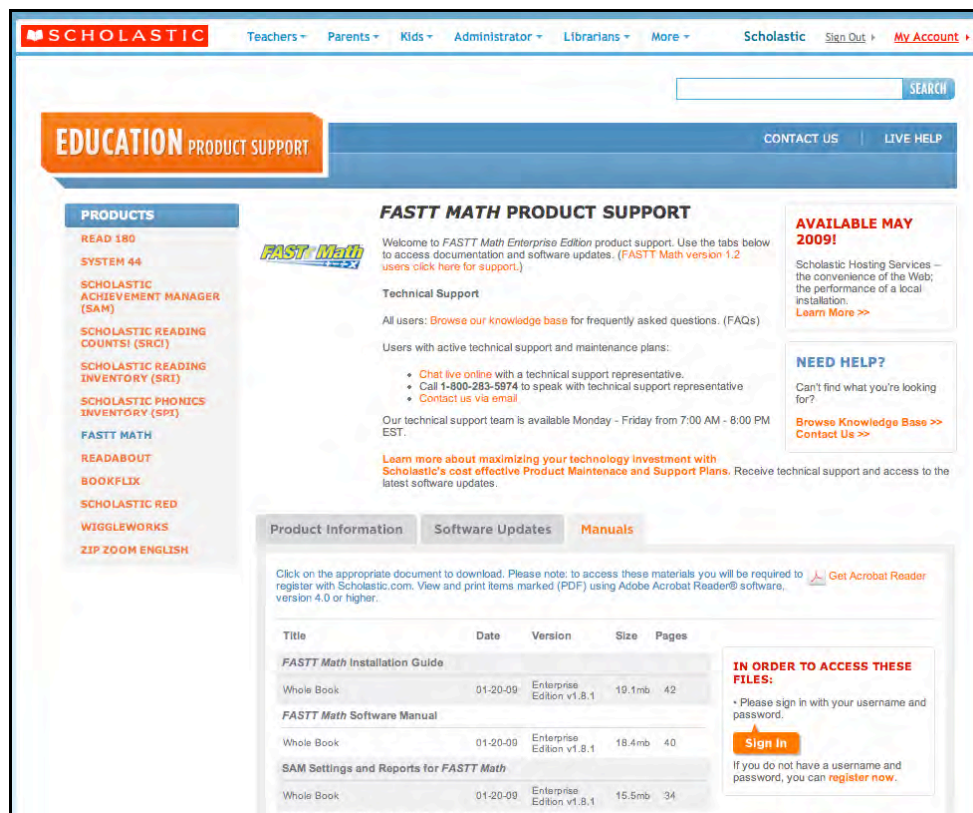 SCHOLASTIC
Teachers Parents Kids Administrator Librarians More Scholastic Sign Out My Account
SEARCH
EDUCATION PRODUCT SUPPORT
CONTACT US LIVE HELP
PRODUCTS
READ 180
SYSTEM 44
SCHOLASTIC
ACHIEVEMENT MANAGER
(SAM)
SCHOLASTIC READING
COUNTS! (SRC!)
SCHOLASTIC READING
INVENTORY (SRI)
SCHOLASTIC PHONICS
INVENTORY (SPI)
FASTT MATH
READABOUT
BOOKFLIX
SCHOLASTIC RED
WIGGLEWORKS
ZIP ZOOM ENGLISH
FASTT Math
FASTT MATH PRODUCT SUPPORT
Welcome to FASTT Math Enterprise Edition product support. Use the tabs below
to access documentation and software updates. (FASTT Math version 1.2
users click here for support.)
Technical Support
All users: Browse our knowledge base for frequently asked questions. (FAQs)
Users with active technical support and maintenance plans:
• Chat live online with a technical support representative.
• Call 1-800-283-5974 to speak with technical support representative
• Contact us via email
Our technical support team is available Monday - Friday from 7:00 AM - 8:00 PM
EST.
Learn more about maximizing your technology investment with
Scholastic's cost effective Product Maintenace and Support Plans. Receive technical support and access to the
latest software updates.
AVAILABLE MAY
2009!
Scholastic Hosting Services –
the convenience of the Web;
the performance of a local
installation.
Learn More >>
NEED HELP?
Can't find what you're looking
for?
Browse Knowledge Base >>
Contact Us >>
Product Information Software Updates Manuals
Click on the appropriate document to download. Please note: to access these materials you will be required to
register with Scholastic.com. View and print items marked (PDF) using Adobe Acrobat Reader® software,
version 4.0 or higher.
Get Acrobat Reader
Title Date Version Size Pages
FASTT Math Installation Guide
Whole Book 01-20-09 Enterprise Edition v1.8.1 19.1mb 42
FASTT Math Software Manual
Whole Book 01-20-09 Enterprise Edition v1.8.1 18.4mb 40
SAM Settings and Reports for FASTT Math
Whole Book 01-20-09 Enterprise Edition v1.8.1 15.5mb 34
IN ORDER TO ACCESS THESE
FILES:
• Please sign in with your username and
password.
Sign In
If you do not have a username and
password, you can register now.